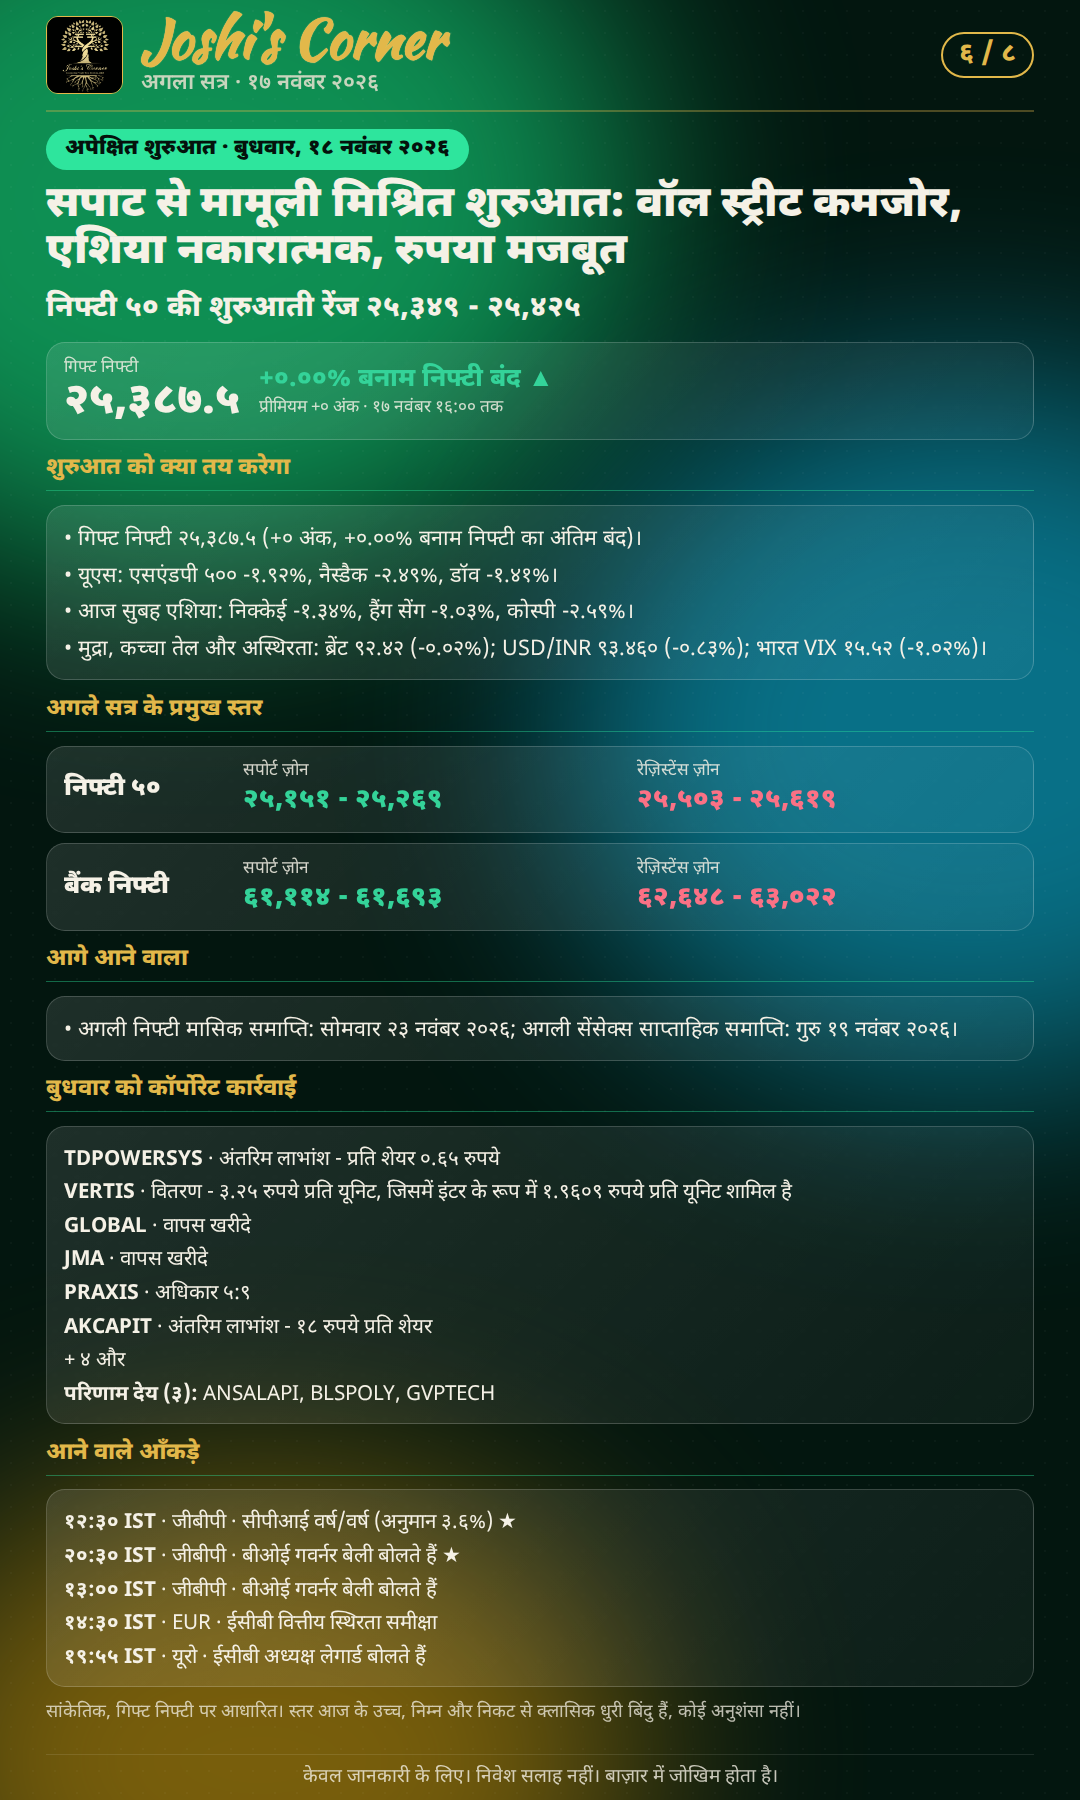 Joshi's Corner
Joshi's Corner
अगला सत्र · १७ नवंबर २०२६
६ / ८
अपेक्षित शुरुआत · बुधवार, १८ नवंबर २०२६
सपाट से मामूली मिश्रित शुरुआत: वॉल स्ट्रीट कमजोर,
एशिया नकारात्मक, रुपया मजबूत
निफ्टी ५० की शुरुआती रेंज २५,३४९ - २५,४२५
गिफ्ट निफ्टी
२५,३८७.५
+०.००% बनाम निफ्टी बंद ▲
प्रीमियम +० अंक · १७ नवंबर १६:०० तक
शुरुआत को क्या तय करेगा
• गिफ्ट निफ्टी २५,३८७.५ (+० अंक, +०.००% बनाम निफ्टी का अंतिम बंद)।
• यूएस: एसएंडपी ५०० -१.९२%, नैस्डैक -२.४९%, डॉव -१.४१%।
• आज सुबह एशिया: निक्केई -१.३४%, हैंग सेंग -१.०३%, कोस्पी -२.५९%।
• मुद्रा, कच्चा तेल और अस्थिरता: ब्रेंट ९२.४२ (-०.०२%); USD/INR ९३.४६० (-०.८३%); भारत VIX १५.५२ (-१.०२%)।
अगले सत्र के प्रमुख स्तर
निफ्टी ५०
सपोर्ट ज़ोन
२५,१५१ - २५,२६९
रेज़िस्टेंस ज़ोन
२५,५०३ - २५,६१९
बैंक निफ्टी
सपोर्ट ज़ोन
६१,११४ - ६१,६९३
रेज़िस्टेंस ज़ोन
६२,६४८ - ६३,०२२
आगे आने वाला
• अगली निफ्टी मासिक समाप्ति: सोमवार २३ नवंबर २०२६; अगली सेंसेक्स साप्ताहिक समाप्ति: गुरु १९ नवंबर २०२६।
बुधवार को कॉर्पोरेट कार्रवाई
TDPOWERSYS · अंतरिम लाभांश - प्रति शेयर ०.६५ रुपये
VERTIS · वितरण - ३.२५ रुपये प्रति यूनिट, जिसमें इंटर के रूप में १.९६०९ रुपये प्रति यूनिट शामिल है
GLOBAL · वापस खरीदे
JMA · वापस खरीदे
PRAXIS · अधिकार ५:९
AKCAPIT · अंतरिम लाभांश - १८ रुपये प्रति शेयर
+ ४ और
परिणाम देय (३): ANSALAPI, BLSPOLY, GVPTECH
आने वाले आँकड़े
१२:३० IST · जीबीपी · सीपीआई वर्ष/वर्ष (अनुमान ३.६%) ★
२०:३० IST · जीबीपी · बीओई गवर्नर बेली बोलते हैं ★
१३:०० IST · जीबीपी · बीओई गवर्नर बेली बोलते हैं
१४:३० IST · EUR · ईसीबी वित्तीय स्थिरता समीक्षा
१९:५५ IST · यूरो · ईसीबी अध्यक्ष लेगार्ड बोलते हैं
सांकेतिक, गिफ्ट निफ्टी पर आधारित। स्तर आज के उच्च, निम्न और निकट से क्लासिक धुरी बिंदु हैं, कोई अनुशंसा नहीं।
केवल जानकारी के लिए। निवेश सलाह नहीं। बाज़ार में जोखिम होता है।